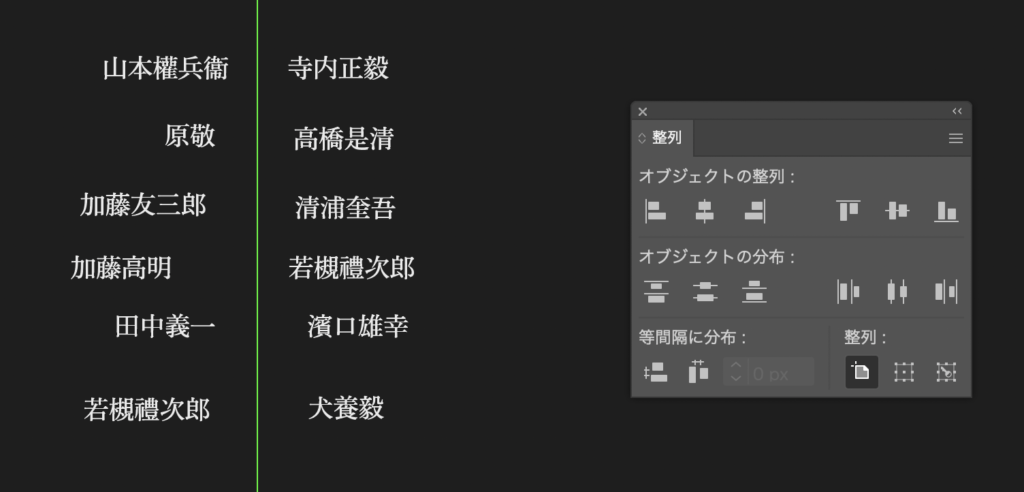 山本權兵衞
原敬
加藤友三郎
加藤高明
田中義一
若槻禮次郎
寺内正毅
高橋是清
清浦奎吾
若槻禮次郎
濱口雄幸
犬養毅
整列
オブジェクトの整列：
オブジェクトの分布：
等間隔に分布：
整列：
0 px